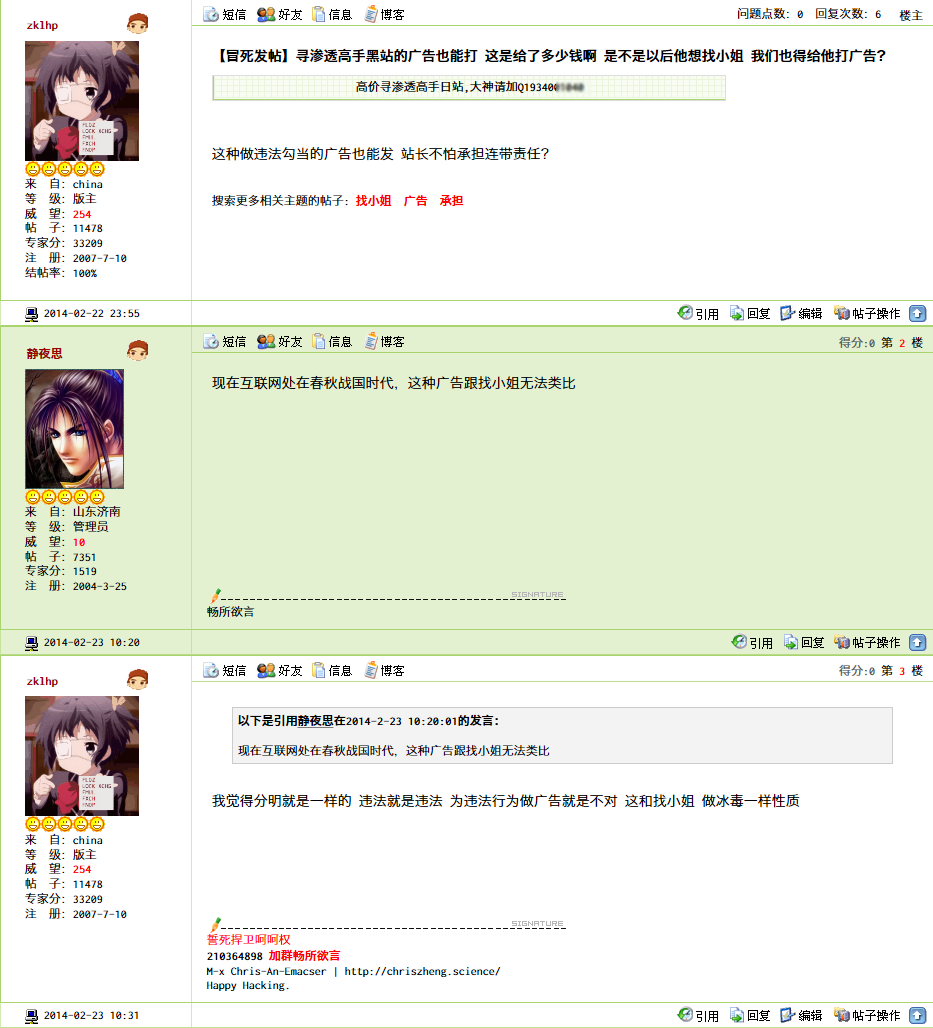 zklhp
短信 好友 信息 博客 问题点数: 0 回复次数: 6 楼主
【冒死发帖】寻渗透高手黑站的广告也能打 这是给了多少钱啊 是不是以后他想找小姐 我们也得给他打广告?
高价寻渗透高手日站,大神请加Q193400
这种做违法勾当的广告也能发 站长不怕承担连带责任?
搜索更多相关主题的帖子: 找小姐 广告 承担
来 自: china
等 级: 版主
威 望: 254
帖 子: 11478
专家分: 33209
注 册: 2007-7-10
结帖率: 100%
2014-02-22 23:55 引用 回复 编辑 帖子操作
静夜思
短信 好友 信息 博客 得分:0 第 2 楼
现在互联网处在春秋战国时代，这种广告跟找小姐无法类比
来 自: 山东济南
等 级: 管理员
威 望: 10
帖 子: 7351
专家分: 1519
注 册: 2004-3-25
SIGNATURE
畅所欲言
2014-02-23 10:20 引用 回复 帖子操作
zklhp
短信 好友 信息 博客 得分:0 第 3 楼
以下是引用静夜思在2014-2-23 10:20:01的发言:
现在互联网处在春秋战国时代，这种广告跟找小姐无法类比
我觉得分明就是一样的 违法就是违法 为违法行为做广告就是不对 这和找小姐 做冰毒一样性质
来 自: china
等 级: 版主
威 望: 254
帖 子: 11478
专家分: 33209
注 册: 2007-7-10
SIGNATURE
誓死捍卫呵呵权
210364898 加群畅所欲言
M-x Chris-An-Emacser | http://chriszheng.science/
Happy Hacking.
2014-02-23 10:31 引用 回复 编辑 帖子操作